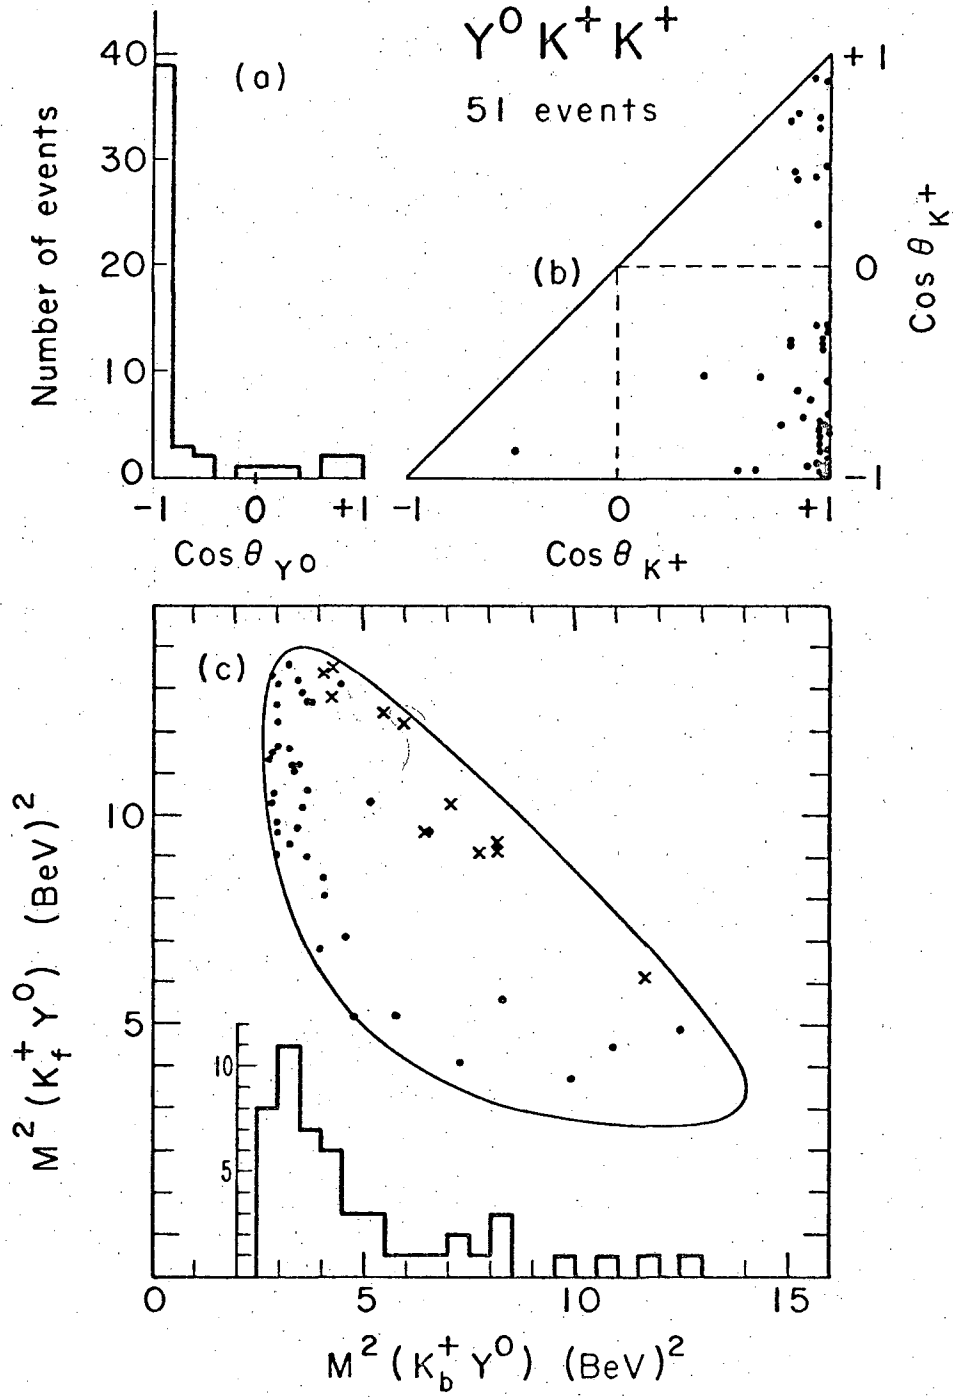 Y⁰ K⁺ K⁺
51 events
(a)
40
30
20
10
0
Number of events
-1 0 +1
Cos θ Y⁰
(b)
+1
0
-1
Cos θ K⁺
-1 0 +1
Cos θ K⁺
(c)
10
5
M² (K⁺f Y⁰) (BeV)²
10
5
0 5 10 15
M² (K⁺b Y⁰) (BeV)²